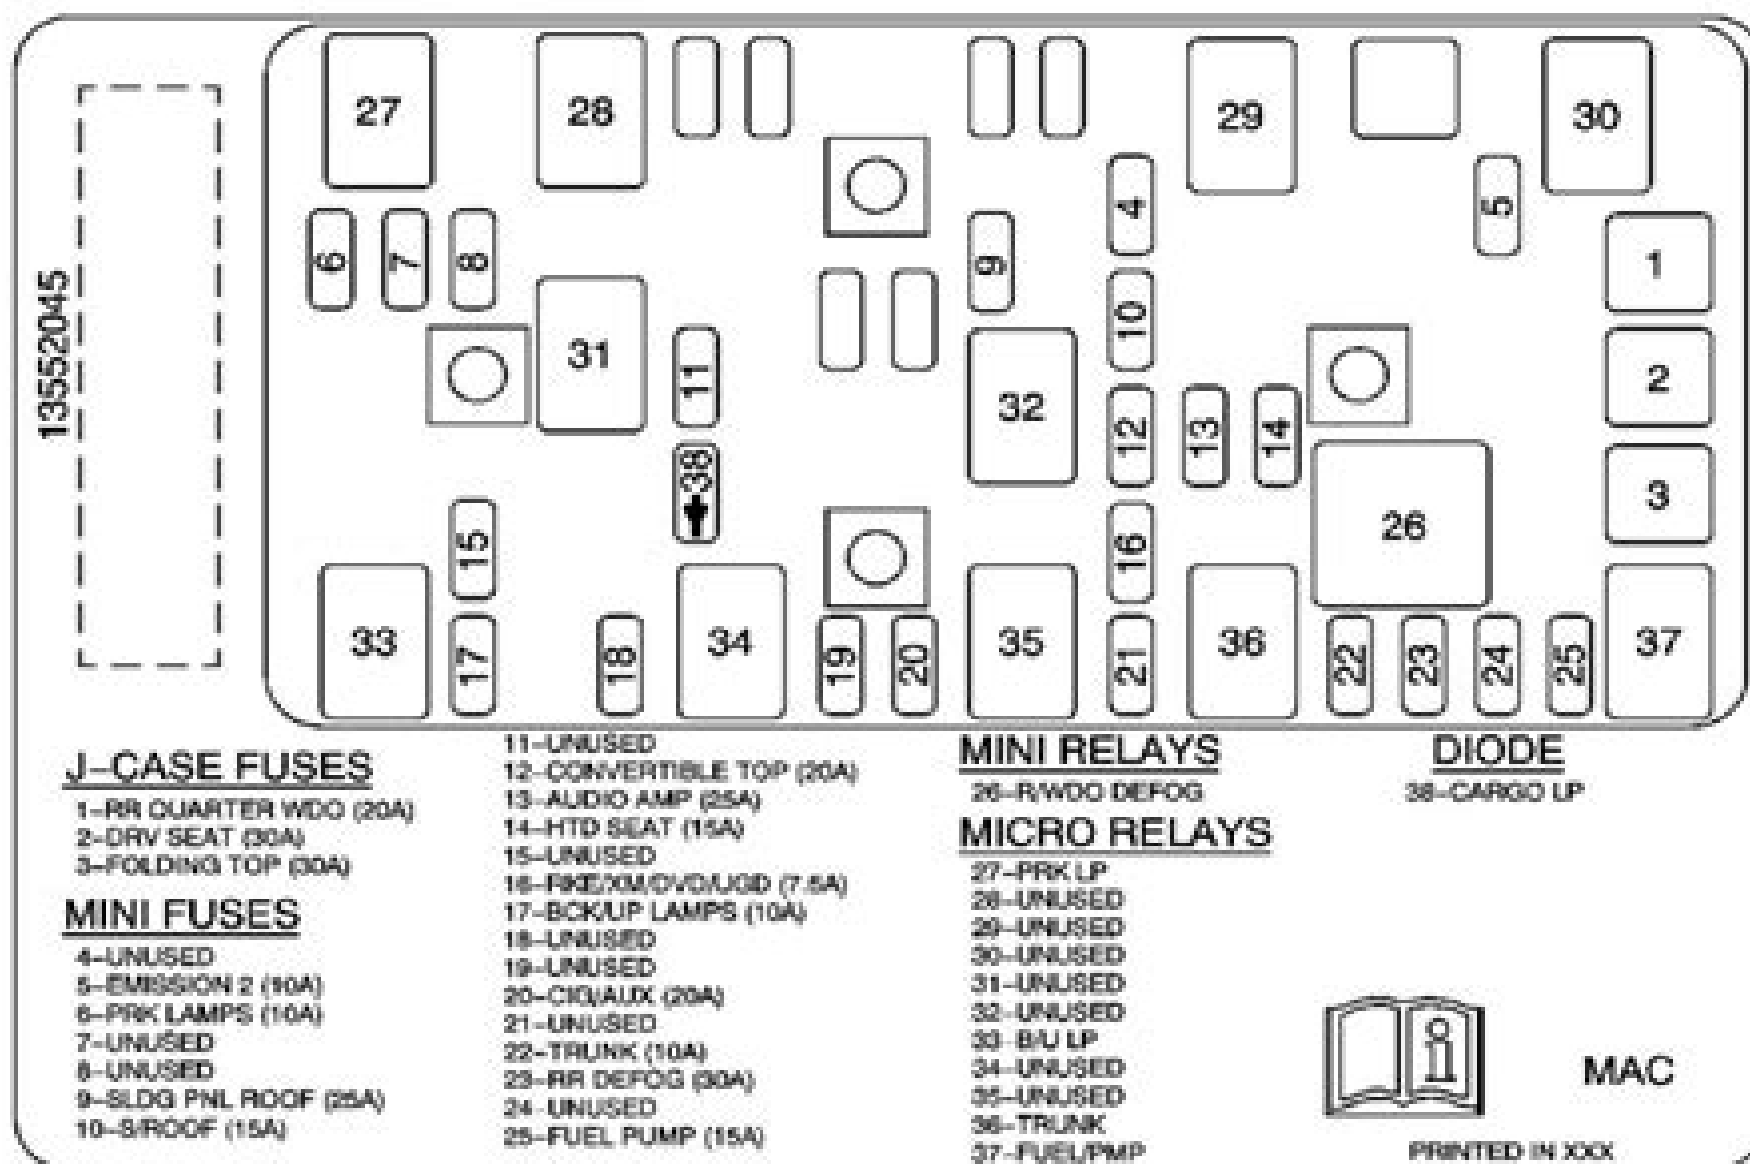 27
28
29
30
4
5
6
7
8
9
1
13552045
10
31
11
32
2
12
13
14
38
3
26
15
16
33
17
18
34
19
20
35
21
36
22
23
24
25
37
J-CASE FUSES
1-RR QUARTER WDO (20A)
2-DRV SEAT (30A)
3-FOLDING TOP (30A)
MINI FUSES
4-UNUSED
5-EMISSION 2 (10A)
6-PRK LAMPS (10A)
7-UNUSED
8-UNUSED
9-SLDG PNL ROOF (25A)
10-S/ROOF (15A)
11-UNUSED
12-CONVERTIBLE TOP (20A)
13-AUDIO AMP (25A)
14-HTD SEAT (15A)
15-UNUSED
16-RKE/XM/DVD/UGD (7.5A)
17-BCK/UP LAMPS (10A)
18-UNUSED
19-UNUSED
20-CIG/AUX (20A)
21-UNUSED
22-TRUNK (10A)
23-RR DEFOG (30A)
24-UNUSED
25-FUEL PUMP (15A)
MINI RELAYS
26-R/WDO DEFOG
MICRO RELAYS
27-PRK LP
28-UNUSED
29-UNUSED
30-UNUSED
31-UNUSED
32-UNUSED
33-B/U LP
34-UNUSED
35-UNUSED
36-TRUNK
37-FUEL/PMP
DIODE
38-CARGO LP
i
MAC
PRINTED IN XXX